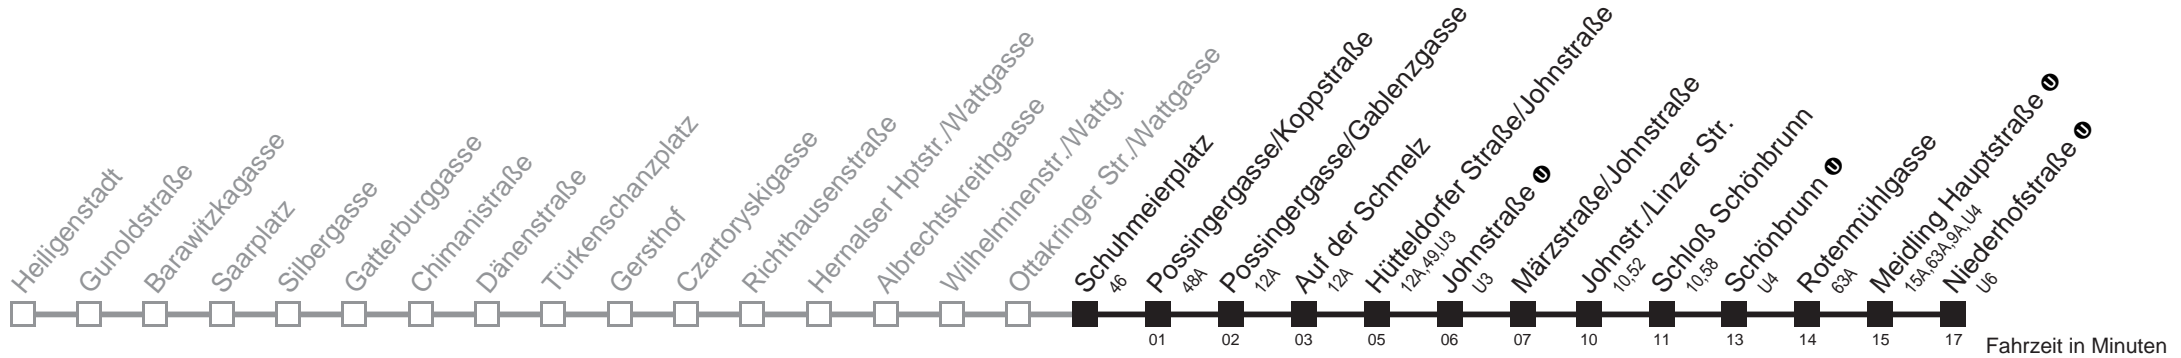 Heiligenstadt
Gunoldstraße
Barawitzkagasse
Saarplatz
Silbergasse
Gatterburggasse
Chimanistraße
Dänenstraße
Türkenschanzplatz
Gersthof
Czartoryskigasse
Richthausenstraße
Hernalser Hptstr./Wattgasse
Albrechtskreithgasse
Wilhelminenstr./Wattg.
Ottakringer Str./Wattgasse
Schuhmeierplatz
46
Possingergasse/Koppstraße
48A
Possingergasse/Gablenzgasse
12A
Auf der Schmelz
12A
Hütteldorfer Straße/Johnstraße
12A,49,U3
Johnstraße U
U3
Märzstraße/Johnstraße
Johnstr./Linzer Str.
10,52
Schloß Schönbrunn
10,58
Schönbrunn U
U4
Rotenmühlgasse
63A
Meidling Hauptstraße U
15A,63A,9A,U4
Niederhofstraße U
U6
01 02 03 05 06 07 10 11 13 14 15 17 Fahrzeit in Minuten